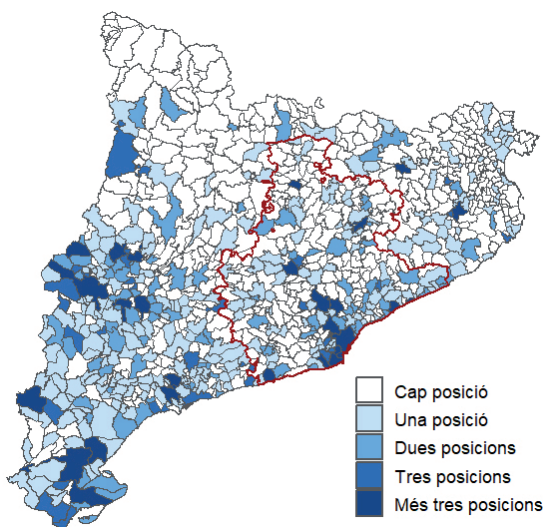 Cap posició
Una posició
Dues posicions
Tres posicions
Més tres posicions